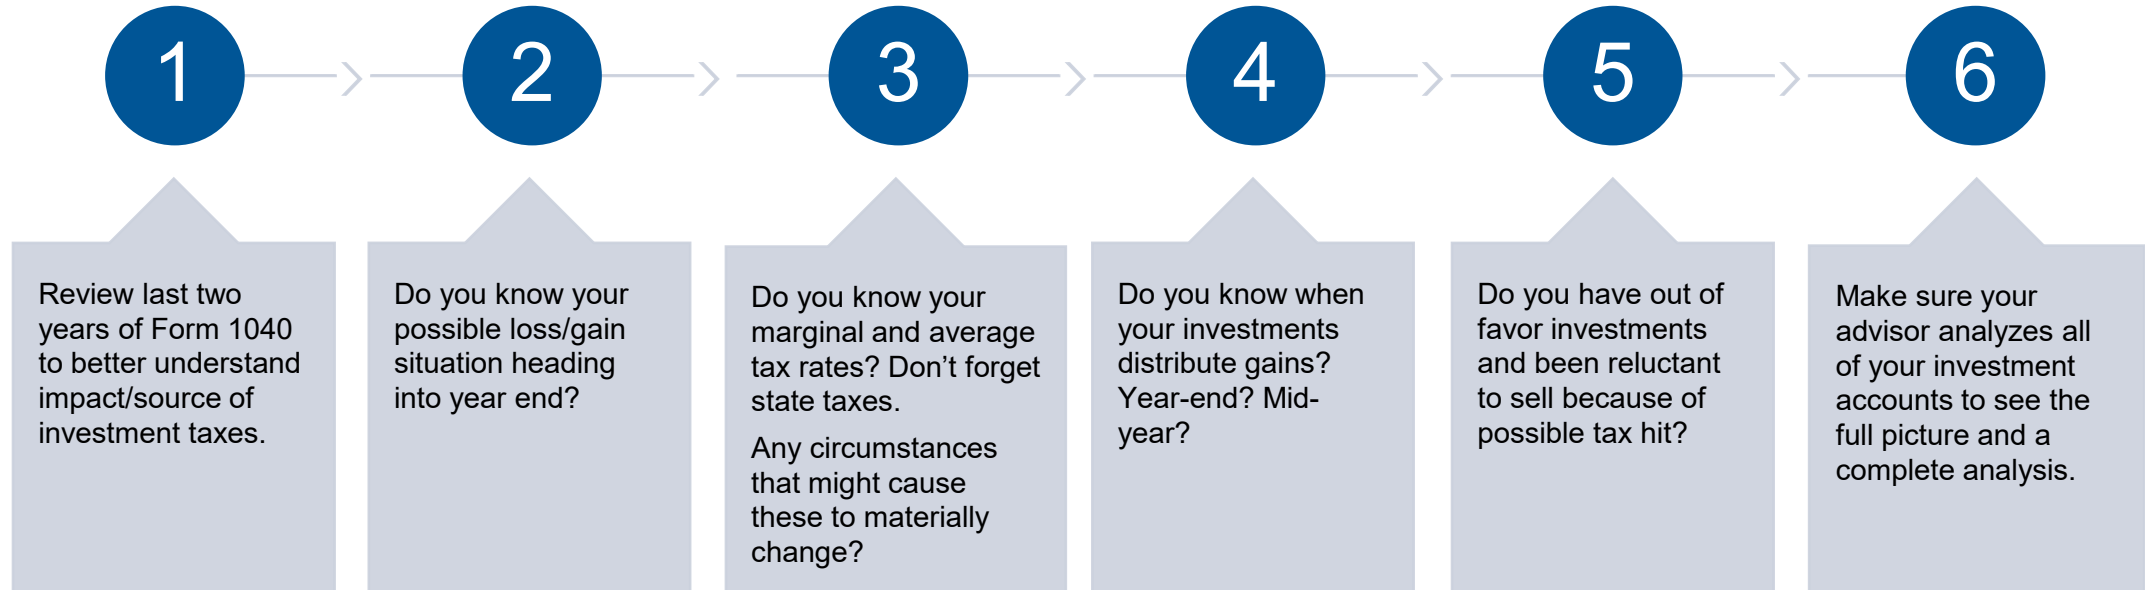 1
2
3
4
5
6
Review last two
years of Form 1040
to better understand
impact/source of
investment taxes.
Do you know your
possible loss/gain
situation heading
into year end?
Do you know your
marginal and average
tax rates? Don’t forget
state taxes.
Any circumstances
that might cause
these to materially
change?
Do you know when
your investments
distribute gains?
Year-end? Mid-
year?
Do you have out of
favor investments
and been reluctant
to sell because of
possible tax hit?
Make sure your
advisor analyzes all
of your investment
accounts to see the
full picture and a
complete analysis.